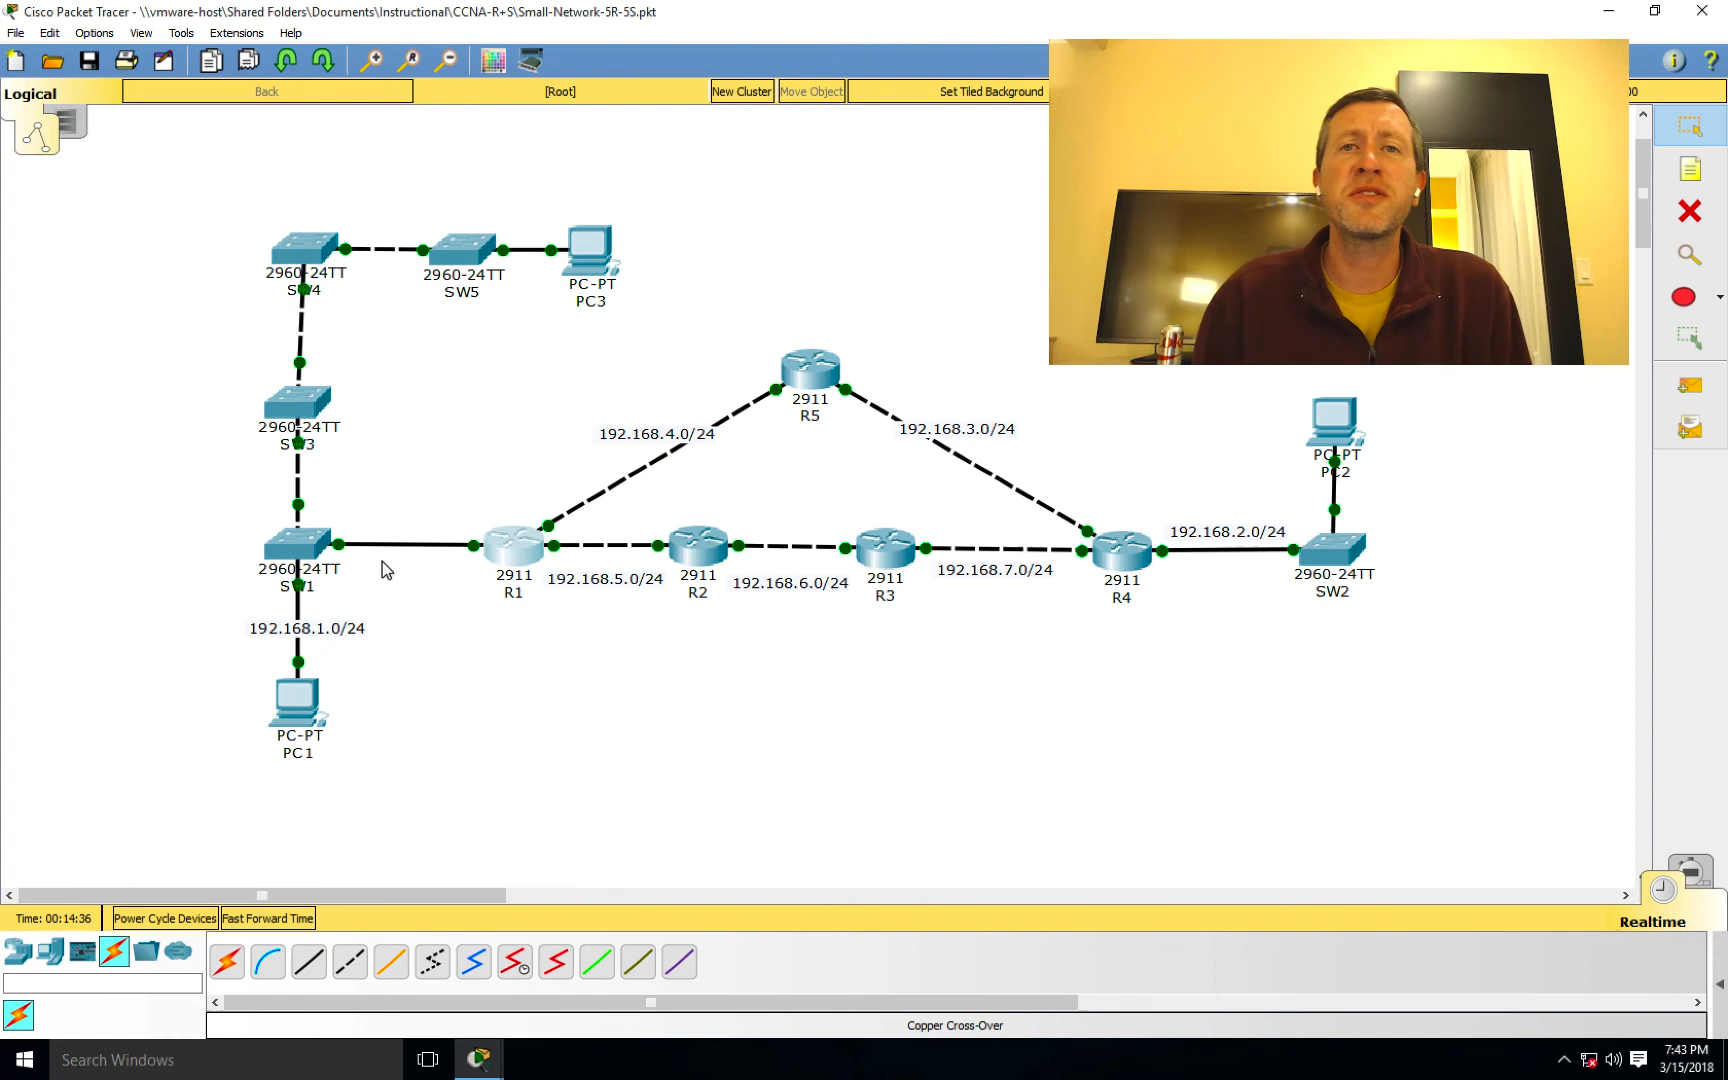 Cisco Packet Tracer - \\vmware-host\Shared Folders\Documents\Instructional\CCNA-R+S\Small-Network-5R-5S.pkt
File Edit Options View Tools Extensions Help
Logical Back [Root] New Cluster Move Object Set Tiled Background 00
2960-24TT
SW4
2960-24TT
SW5
PC-PT
PC3
2911
R5
192.168.4.0/24
192.168.3.0/24
2960-24TT
SW3
PC-PT
PC2
192.168.2.0/24
2960-24TT
SW1
2911
R1
192.168.5.0/24
2911
R2
192.168.6.0/24
2911
R3
192.168.7.0/24
2911
R4
2960-24TT
SW2
192.168.1.0/24
PC-PT
PC1
Time: 00:14:36 Power Cycle Devices Fast Forward Time
Realtime
Copper Cross-Over
Search Windows
7:43 PM
3/15/2018